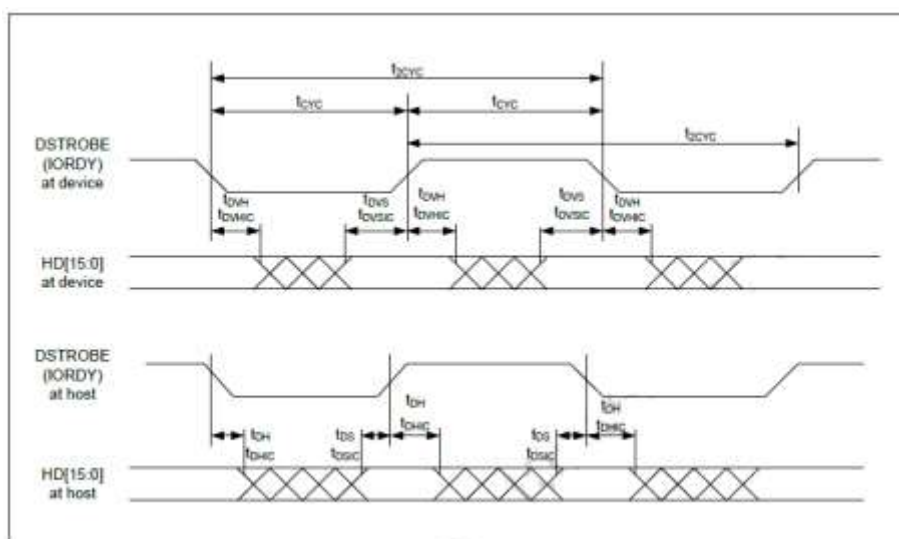 t2CYC
tCYC tCYC
t2CYC
DSTROBE
(IORDY)
at device
tDVH tDVS tDVH tDVS tDVH
tDVHIC tDVSIC tDVHIC tDVSIC tDVHIC
HD[15:0]
at device
DSTROBE
(IORDY)
at host
tDH tDH
tDH tDS tDHIC tDS tDHIC
tDHIC tDSIC tDSIC
HD[15:0]
at host